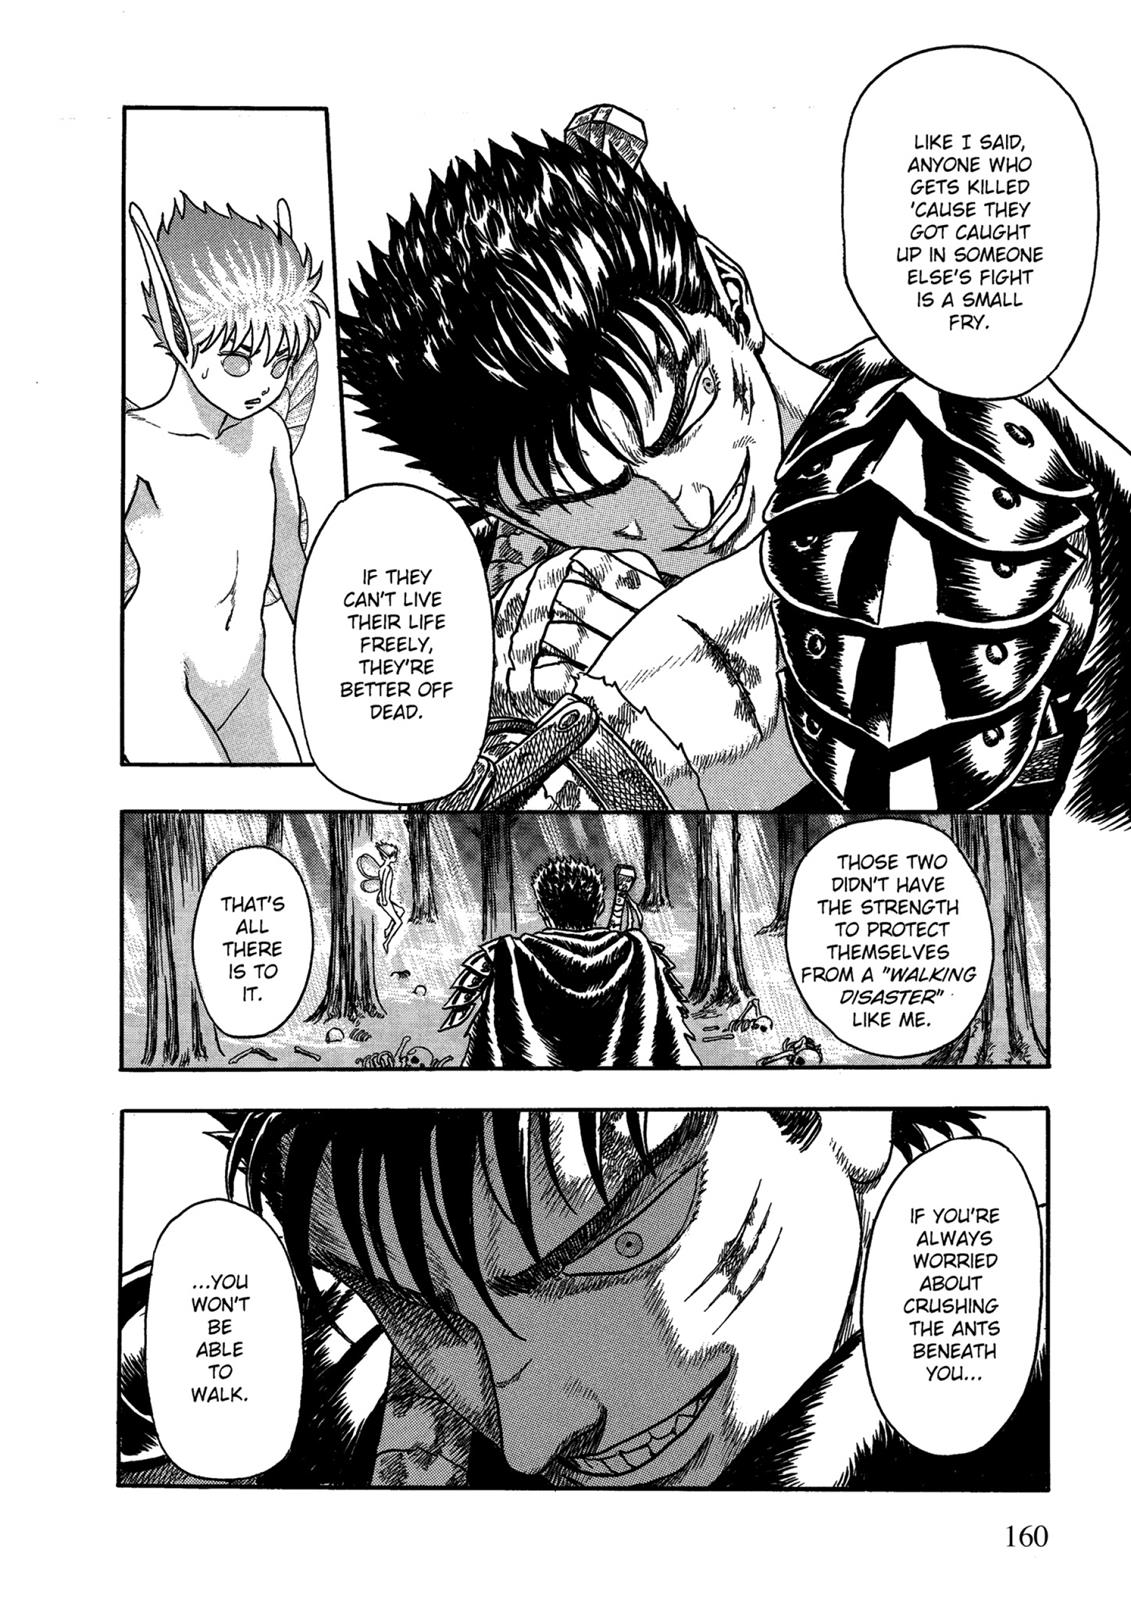 LIKE I SAID,
ANYONE WHO
GETS KILLED
'CAUSE THEY
GOT CAUGHT
UP IN SOMEONE
ELSE'S FIGHT
IS A SMALL
FRY.
IF THEY
CAN'T LIVE
THEIR LIFE
FREELY,
THEY'RE
BETTER OFF
DEAD.
THOSE TWO
DIDN'T HAVE
THE STRENGTH
TO PROTECT
THEMSELVES
FROM A "WALKING
DISASTER"
LIKE ME.
THAT'S
ALL
THERE
IS TO
IT.
IF YOU'RE
ALWAYS
WORRIED
ABOUT
CRUSHING
THE ANTS
BENEATH
YOU...
...YOU
WON'T
BE
ABLE
TO
WALK.
160